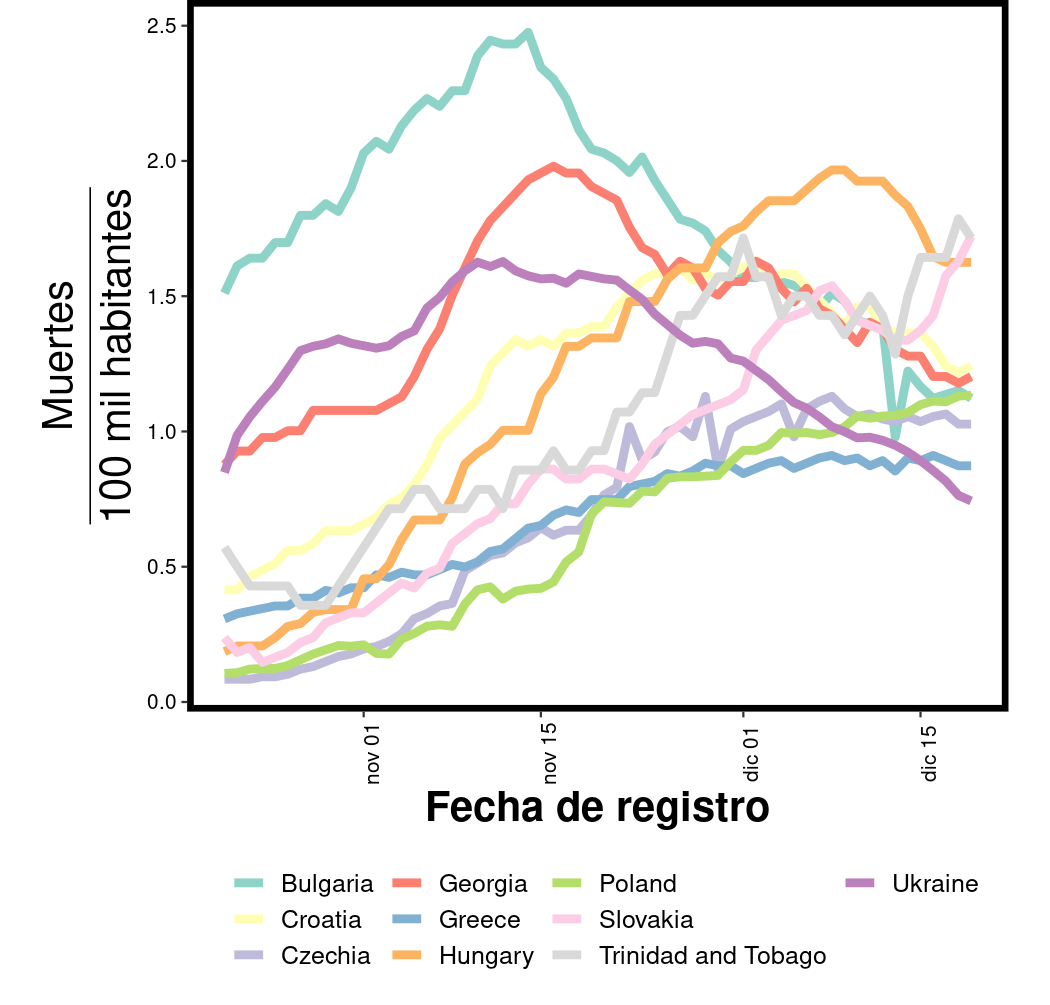 Muertes
100 mil habitantes
2.5
2.0
1.5
1.0
0.5
0.0
nov 01
nov 15
dic 01
dic 15
Fecha de registro
Bulgaria
Georgia
Poland
Ukraine
Croatia
Greece
Slovakia
Czechia
Hungary
Trinidad and Tobago